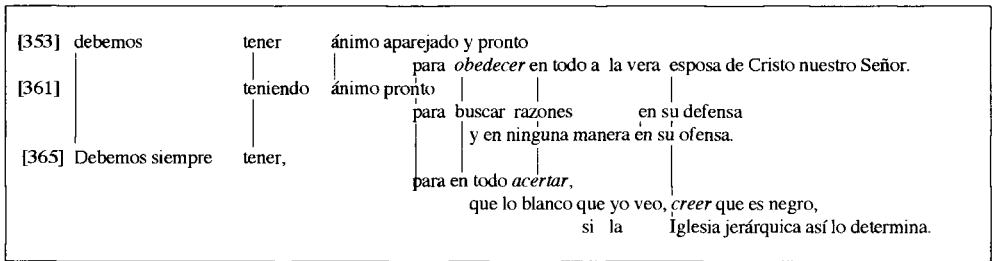 [353] debemos tener ánimo aparejado y pronto
para obedecer en todo a la vera esposa de Cristo nuestro Señor.
[361] teniendo ánimo pronto
para buscar razones en su defensa
y en ninguna manera en su ofensa.
[365] Debemos siempre tener,
para en todo acertar,
que lo blanco que yo veo, creer que es negro,
si la Iglesia jerárquica así lo determina.